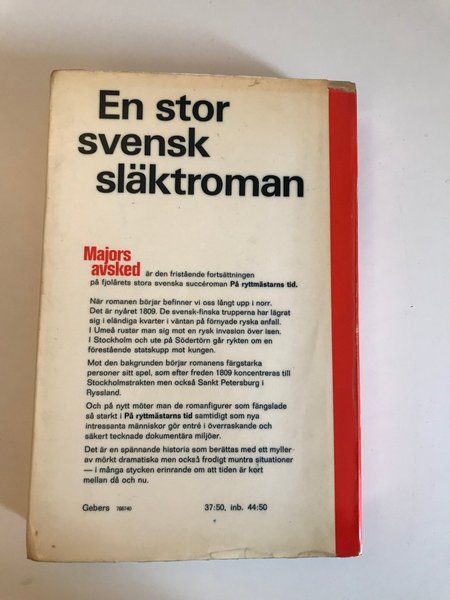 En stor
svensk
släktroman
Majors
avsked är den fristående fortsättningen
på fjolårets stora svenska succéroman På ryttmästarns tid.
När romanen börjar befinner vi oss långt upp i norr.
Det är nyåret 1809. De svensk-finska trupperna har lägrat
sig i eländiga kvarter i väntan på förnyade ryska anfall.
I Umeå rustar man sig mot en rysk invasion över isen.
I Stockholm och ute på Södertörn går rykten om en
förestående statskupp mot kungen.
Mot den bakgrunden börjar romanens färgstarka
personer sitt spel, som efter freden 1809 koncentreras till
Stockholmstrakten men också Sankt Petersburg i
Ryssland.
Och på nytt möter man de romanfigurer som fängslade
så starkt i På ryttmästarns tid samtidigt som nya
intressanta människor gör entré i överraskande och
säkert tecknade dokumentära miljöer.
Det är en spännande historia som berättas med ett myller
av mörkt dramatiska men också frodigt muntra situationer
— i många stycken erinrande om att tiden är kort
mellan då och nu.
Gebers 766740 37:50, inb. 44:50